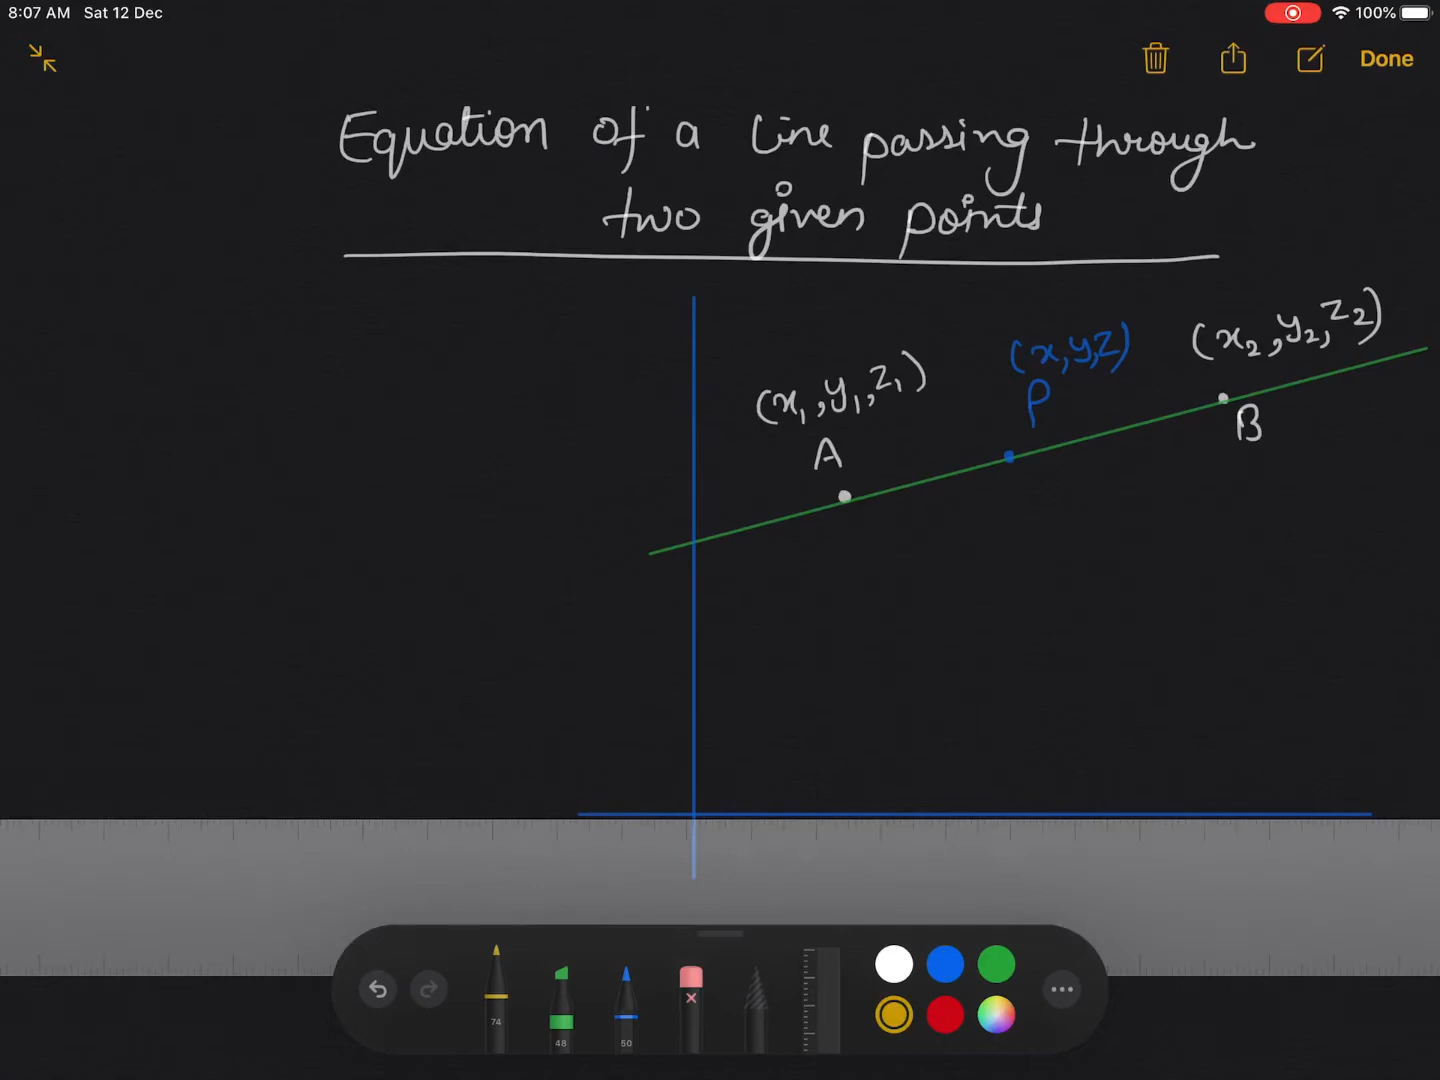 8:07 AM Sat 12 Dec 100%
Done
Equation of a line passing through
two given points
(x₁, y₁, z₁)
A
(x, y, z)
P
(x₂, y₂, z₂)
B
74
48
50